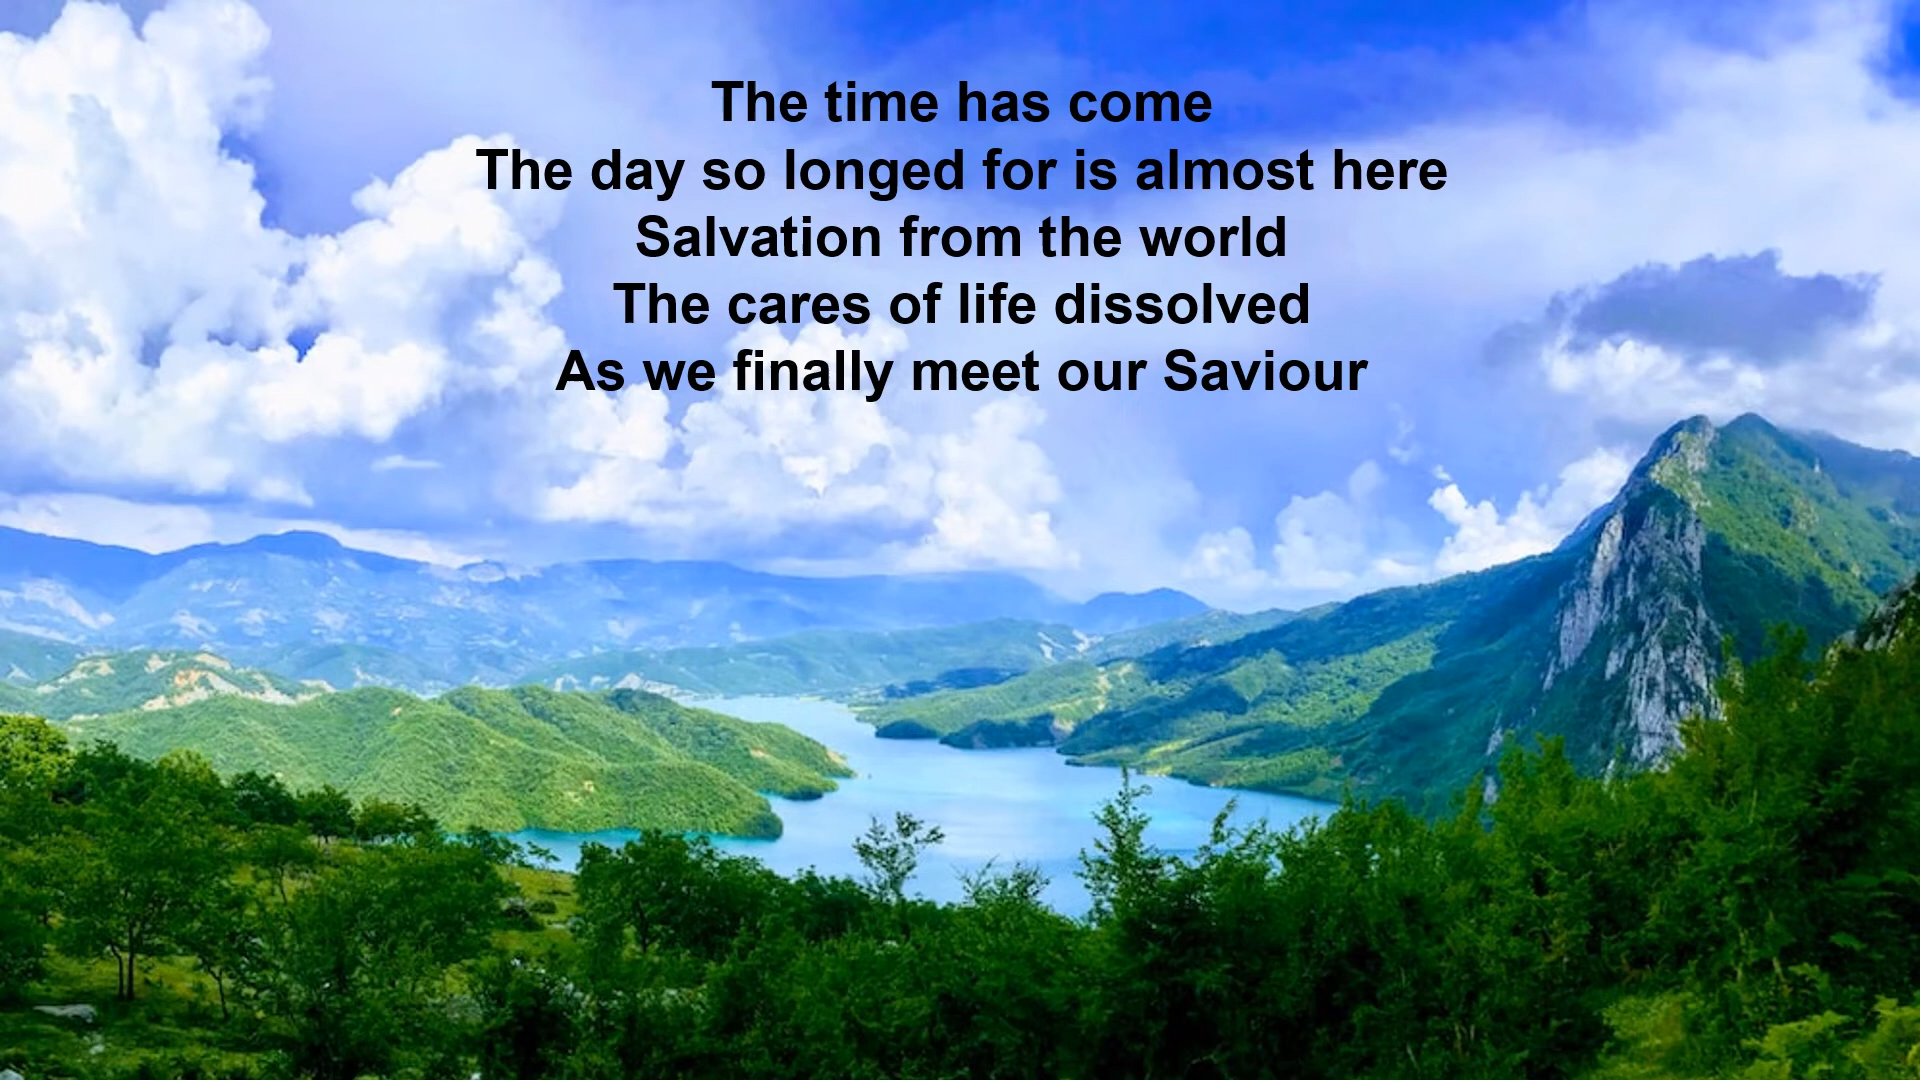 The time has come
The day so longed for is almost here
Salvation from the world
The cares of life dissolved
As we finally meet our Saviour